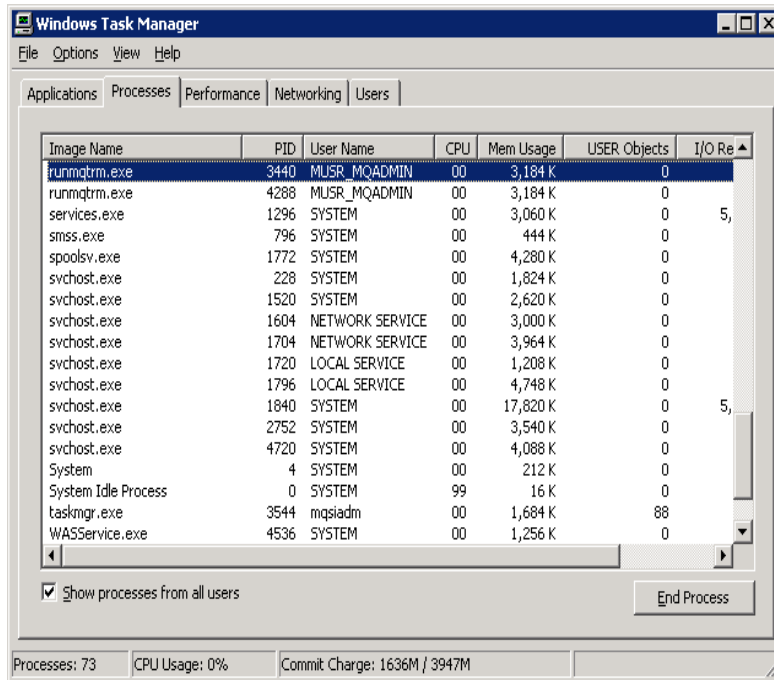 Windows Task Manager
File Options View Help
Applications Processes Performance Networking Users
Image Name PID User Name CPU Mem Usage USER Objects I/O Re
runmqtrm.exe 3440 MUSR_MQADMIN 00 3,184 K 0
runmqtrm.exe 4288 MUSR_MQADMIN 00 3,184 K 0
services.exe 1296 SYSTEM 00 3,060 K 0 5,
smss.exe 796 SYSTEM 00 444 K 0
spoolsv.exe 1772 SYSTEM 00 4,280 K 0
svchost.exe 228 SYSTEM 00 1,824 K 0
svchost.exe 1520 SYSTEM 00 2,620 K 0
svchost.exe 1604 NETWORK SERVICE 00 3,000 K 0
svchost.exe 1704 NETWORK SERVICE 00 3,964 K 0
svchost.exe 1720 LOCAL SERVICE 00 1,208 K 0
svchost.exe 1796 LOCAL SERVICE 00 4,748 K 0
svchost.exe 1840 SYSTEM 00 17,820 K 0 5,
svchost.exe 2752 SYSTEM 00 3,540 K 0
svchost.exe 4720 SYSTEM 00 4,088 K 0
System 4 SYSTEM 00 212 K 0
System Idle Process 0 SYSTEM 99 16 K 0
taskmgr.exe 3544 mqsiadm 00 1,684 K 88
WASService.exe 4536 SYSTEM 00 1,256 K 0
Show processes from all users
End Process
Processes: 73 CPU Usage: 0% Commit Charge: 1636M / 3947M